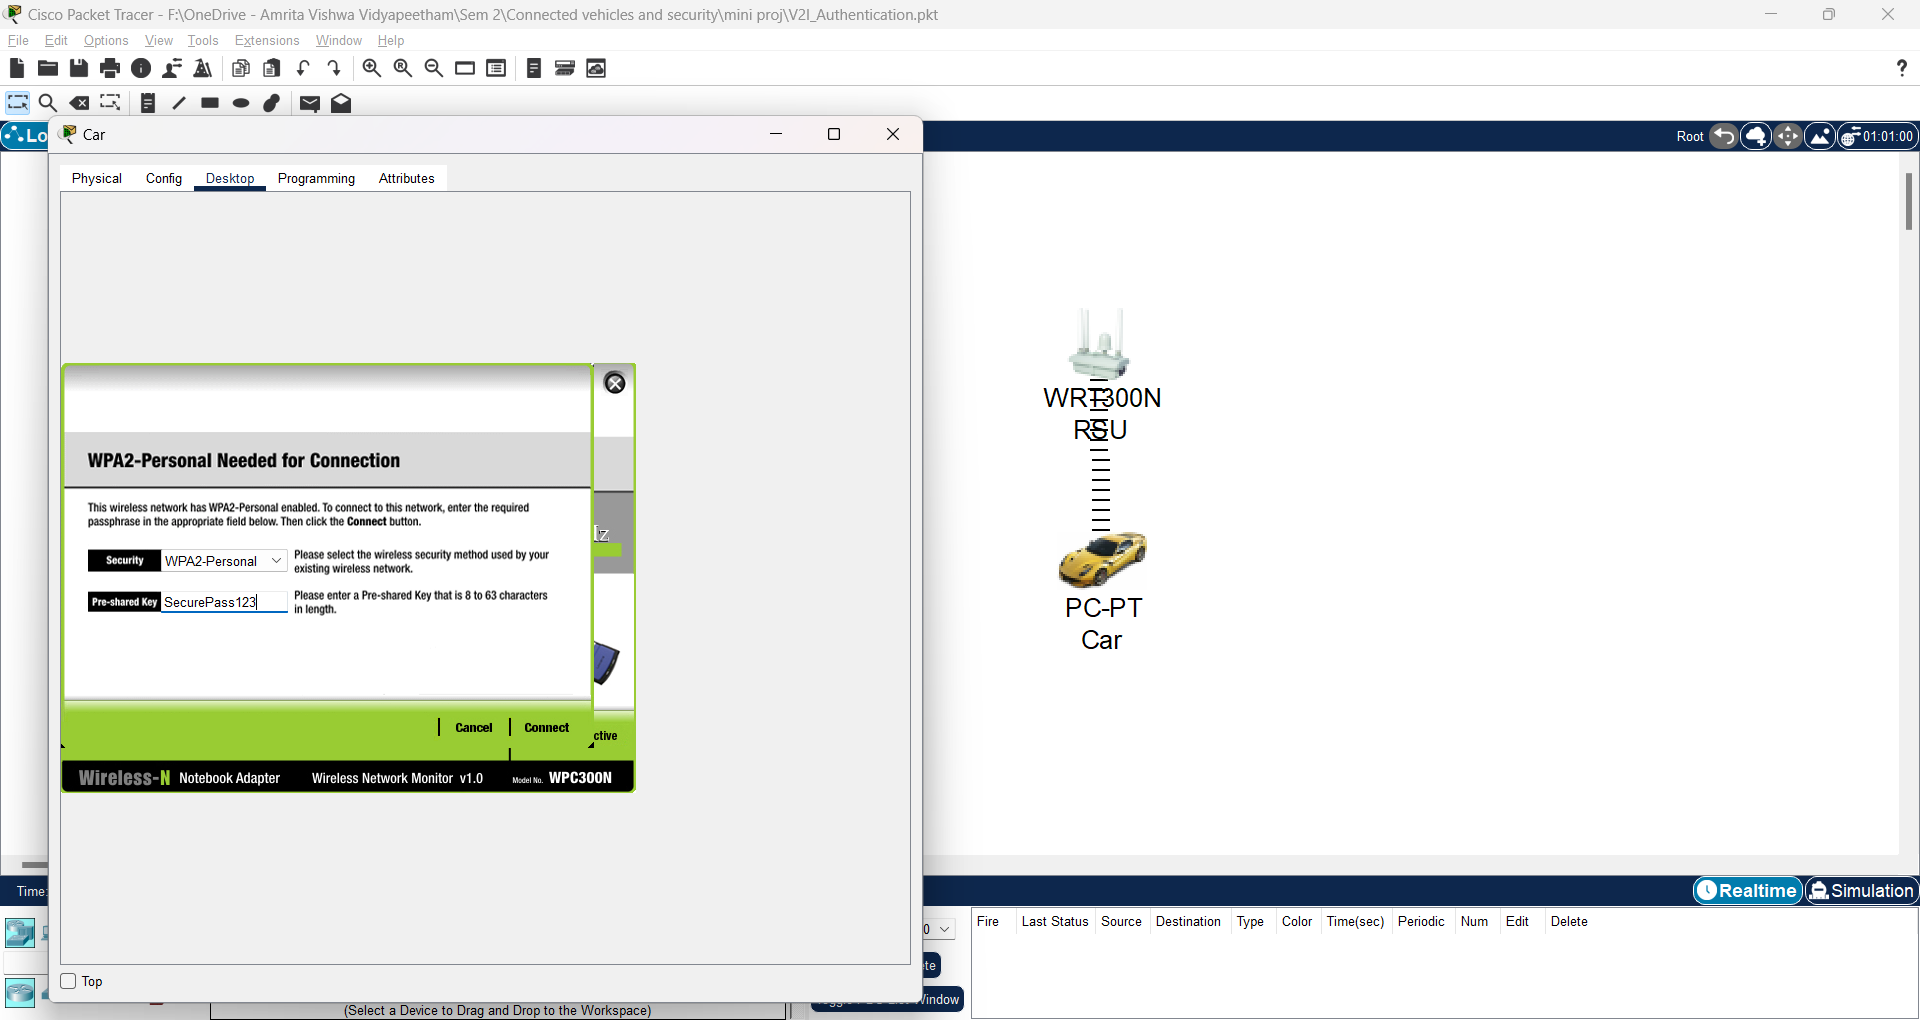 Cisco Packet Tracer - F:\OneDrive - Amrita Vishwa Vidyapeetham\Sem 2\Connected vehicles and security\mini proj\V2I_Authentication.pkt
File Edit Options View Tools Extensions Window Help
?
Lo
Car
Root 01:01:00
Physical Config Desktop Programming Attributes
WRT300N
RSU
WPA2-Personal Needed for Connection
This wireless network has WPA2-Personal enabled. To connect to this network, enter the required
passphrase in the appropriate field below. Then click the Connect button.
Hz
Security WPA2-Personal Please select the wireless security method used by your
existing wireless network.
Pre-shared Key SecurePass123 Please enter a Pre-shared Key that is 8 to 63 characters
in length.
PC-PT
Car
Cancel Connect
ctive
Wireless-N Notebook Adapter Wireless Network Monitor v1.0 Model No. WPC300N
Time:
Realtime Simulation
0
Fire Last Status Source Destination Type Color Time(sec) Periodic Num Edit Delete
te
Top
Window
(Select a Device to Drag and Drop to the Workspace)